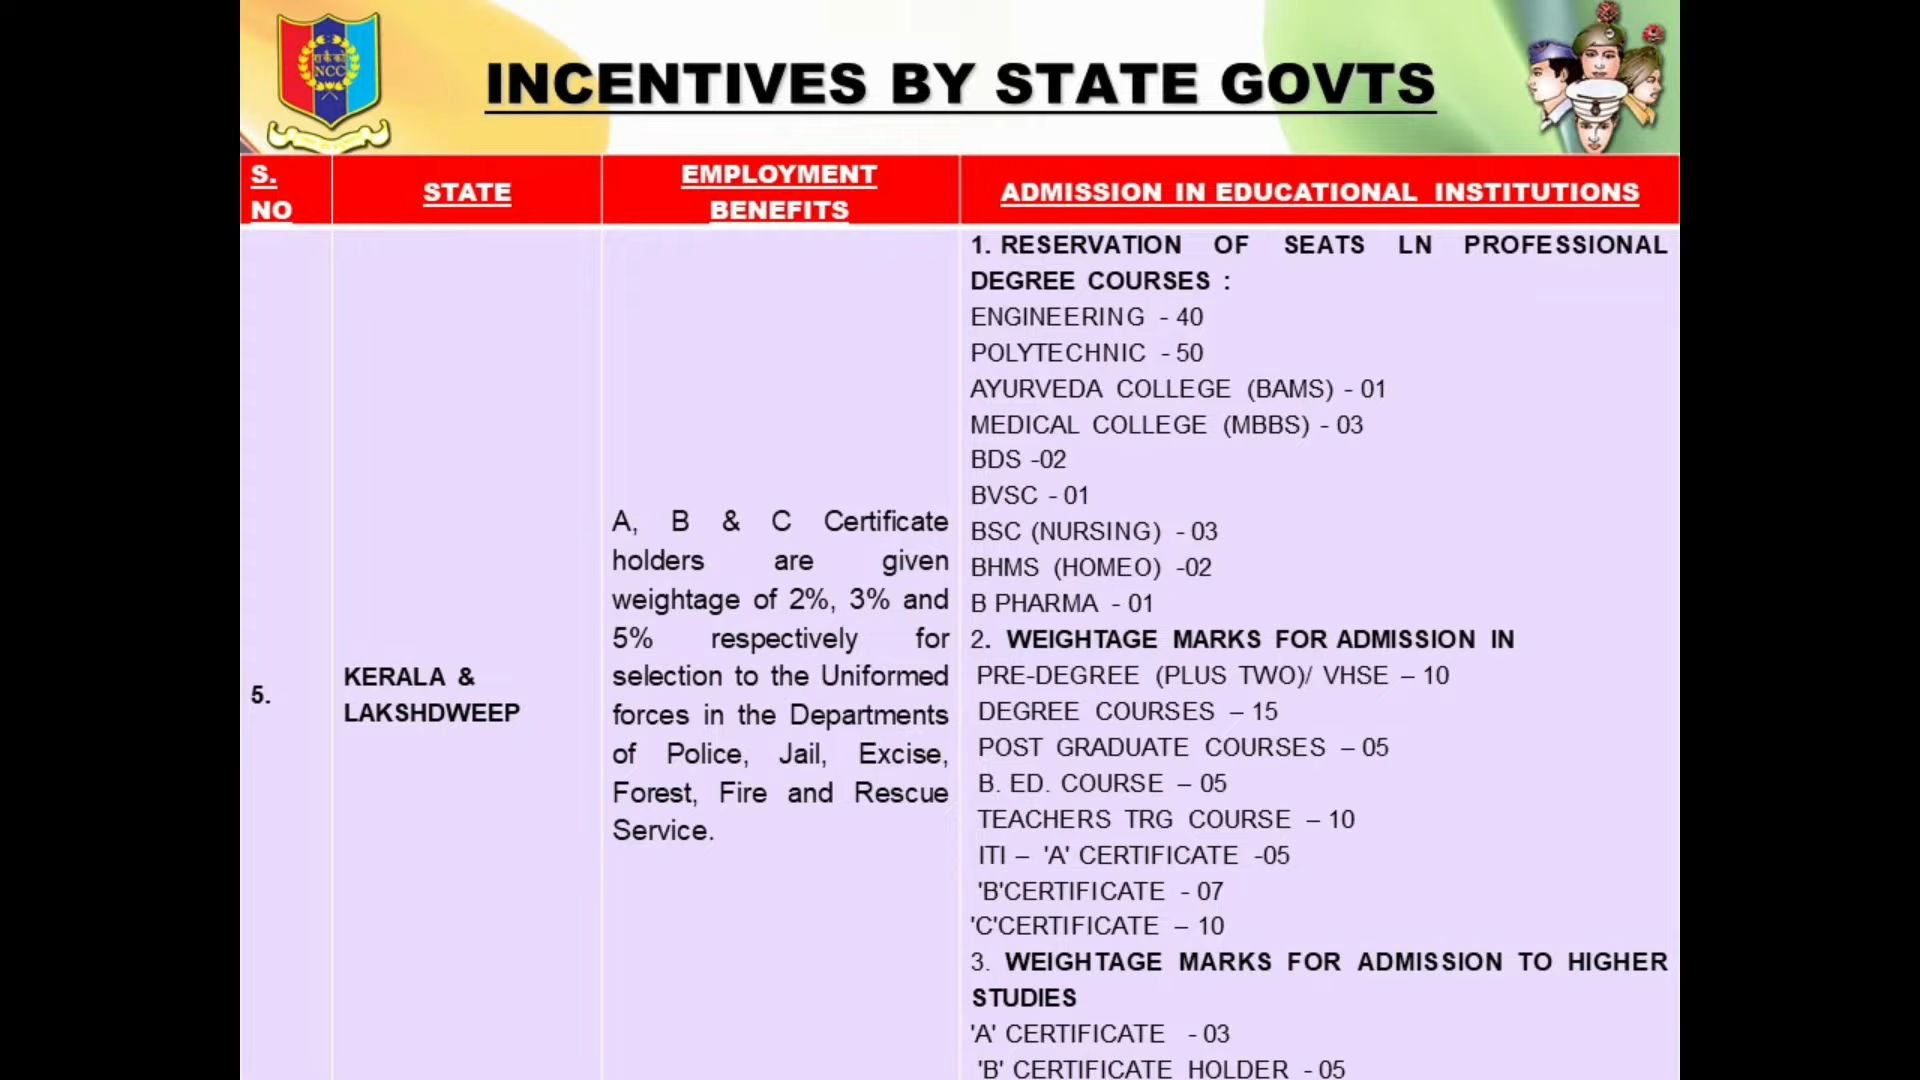 NCC
INCENTIVES BY STATE GOVTS
S.
NO
STATE
EMPLOYMENT
BENEFITS
ADMISSION IN EDUCATIONAL INSTITUTIONS
5.
KERALA &
LAKSHDWEEP
A, B & C Certificate
holders are given
weightage of 2%, 3% and
5% respectively for
selection to the Uniformed
forces in the Departments
of Police, Jail, Excise,
Forest, Fire and Rescue
Service.
1. RESERVATION OF SEATS LN PROFESSIONAL
DEGREE COURSES :
ENGINEERING - 40
POLYTECHNIC - 50
AYURVEDA COLLEGE (BAMS) - 01
MEDICAL COLLEGE (MBBS) - 03
BDS -02
BVSC - 01
BSC (NURSING) - 03
BHMS (HOMEO) -02
B PHARMA - 01
2. WEIGHTAGE MARKS FOR ADMISSION IN
PRE-DEGREE (PLUS TWO)/ VHSE – 10
DEGREE COURSES – 15
POST GRADUATE COURSES – 05
B. ED. COURSE – 05
TEACHERS TRG COURSE – 10
ITI – 'A' CERTIFICATE -05
'B'CERTIFICATE - 07
'C'CERTIFICATE – 10
3. WEIGHTAGE MARKS FOR ADMISSION TO HIGHER
STUDIES
'A' CERTIFICATE - 03
'B' CERTIFICATE HOLDER - 05